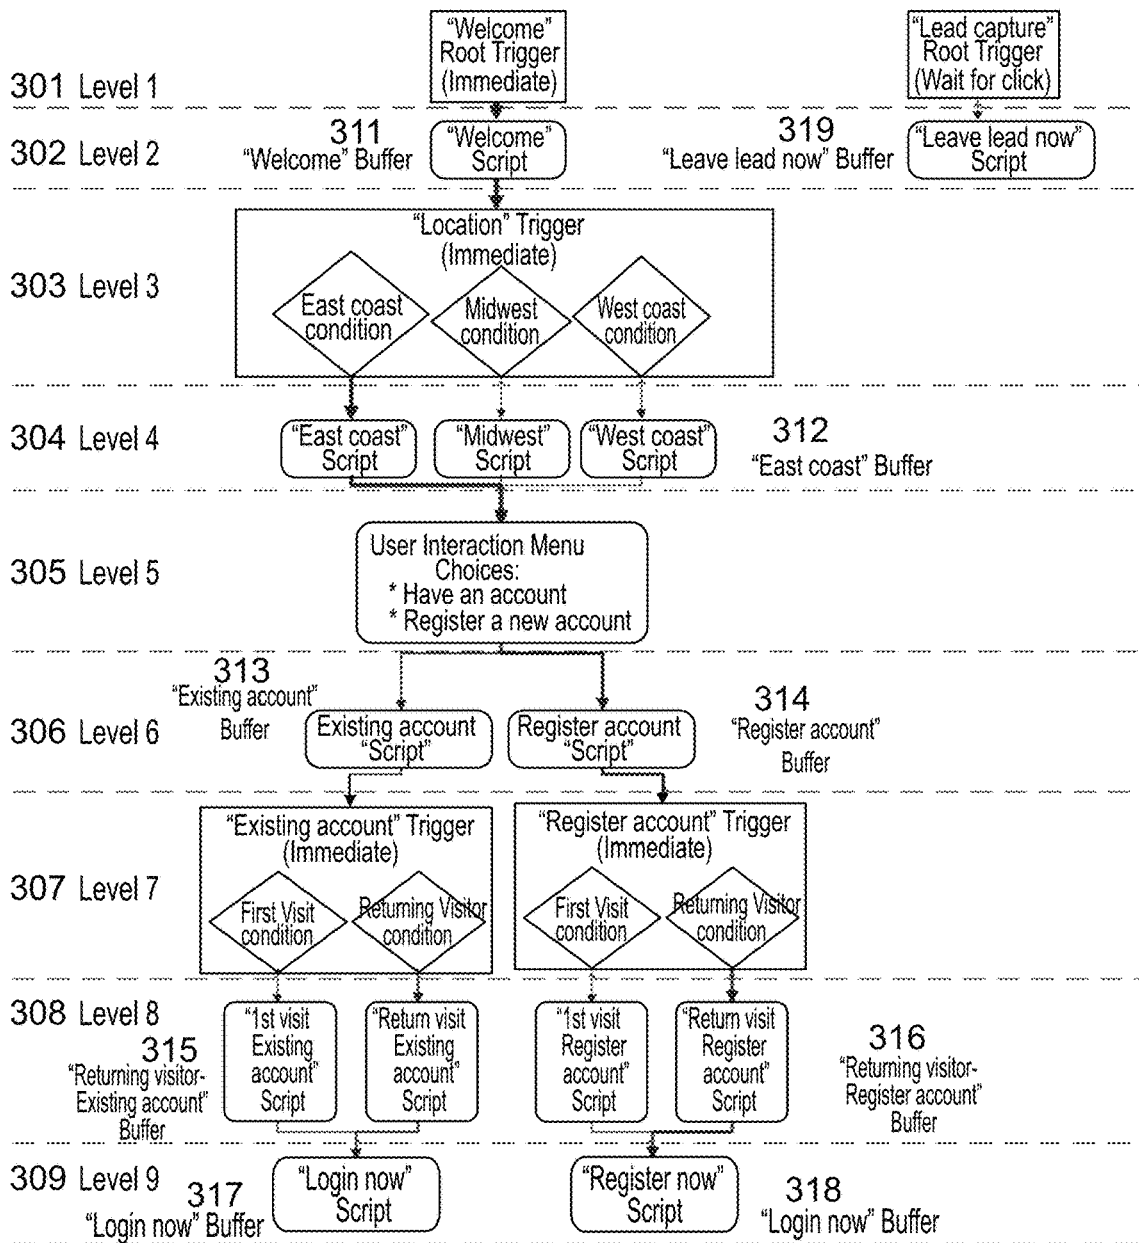 “Welcome”
Root Trigger
(Immediate)
“Lead capture”
Root Trigger
(Wait for click)
301 Level 1
302 Level 2
311
“Welcome” Buffer
“Welcome”
Script
319
“Leave lead now” Buffer
“Leave lead now”
Script
303 Level 3
“Location” Trigger
(Immediate)
East coast
condition
Midwest
condition
West coast
condition
304 Level 4
“East coast”
Script
“Midwest”
Script
“West coast”
Script
312
“East coast” Buffer
305 Level 5
User Interaction Menu
Choices:
* Have an account
* Register a new account
306 Level 6
313
“Existing account”
Buffer
Existing account
“Script”
Register account
“Script”
314
“Register account”
Buffer
307 Level 7
“Existing account” Trigger
(Immediate)
First Visit
condition
Returning Visitor
condition
“Register account” Trigger
(Immediate)
First Visit
condition
Returning Visitor
condition
308 Level 8
315
“Returning visitor-
Existing account”
Buffer
“1st visit
Existing
account”
Script
“Return visit
Existing
account”
Script
“1st visit
Register
account”
Script
“Return visit
Register
account”
Script
316
“Returning visitor-
Register account”
Buffer
309 Level 9
317
“Login now” Buffer
“Login now”
Script
“Register now”
Script
318
“Login now” Buffer